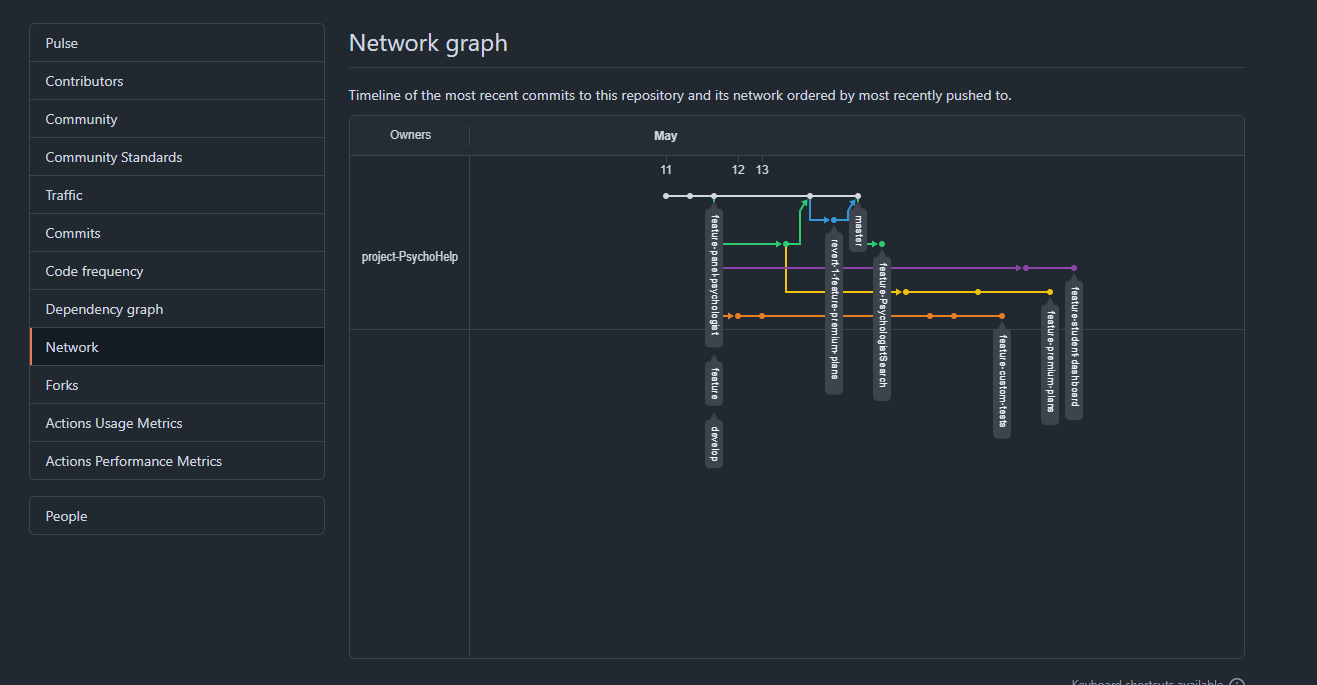 Pulse
Contributors
Community
Community Standards
Traffic
Commits
Code frequency
Dependency graph
Network
Forks
Actions Usage Metrics
Actions Performance Metrics
People
Network graph
Timeline of the most recent commits to this repository and its network ordered by most recently pushed to.
Owners
May
11 12 13
project-PsychoHelp
feature-panel-psychologist
feature
develop
revert-1-feature-premium-plans
master
feature-PsychologistSearch
feature-custom-tests
feature-premium-plans
feature-student-dashboard
Keyboard shortcuts available